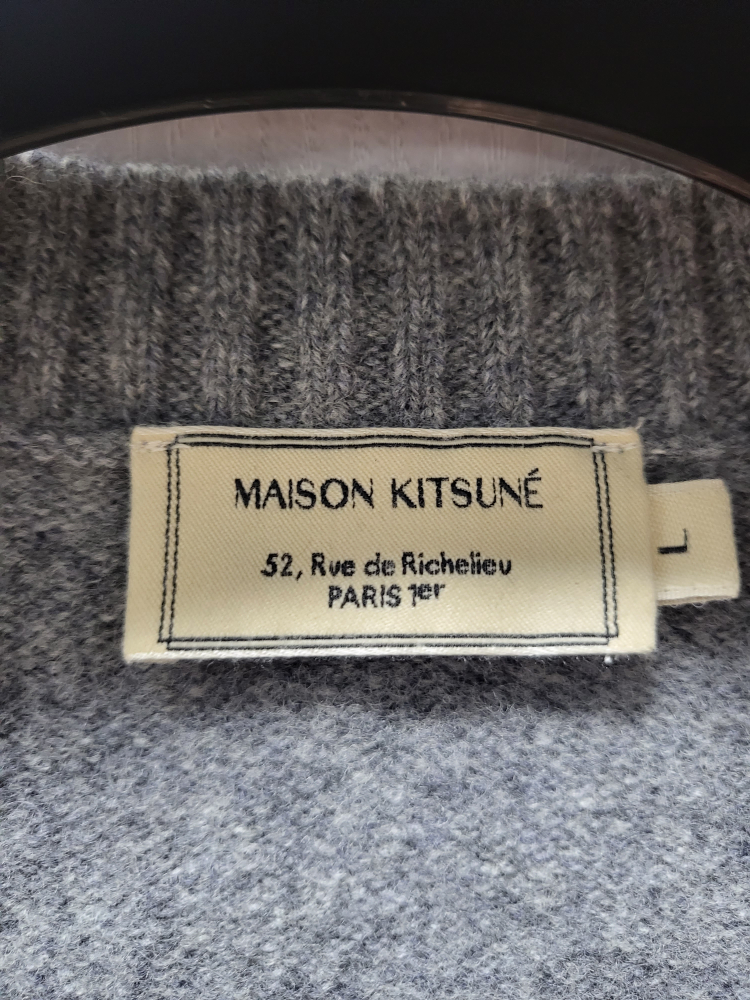 MAISON KITSUNÉ
52, Rue de Richelieu
PARIS 1er
L